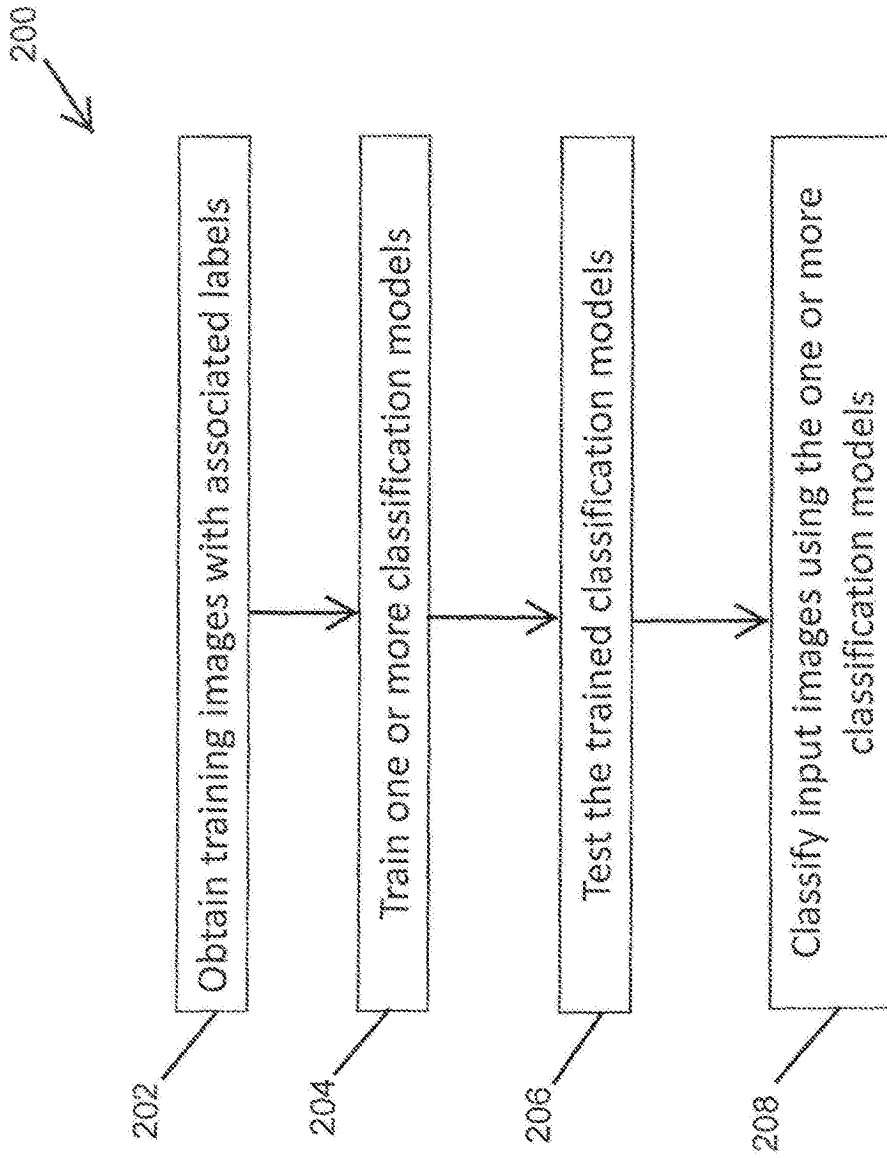 200
202
Obtain training images with associated labels
204
Train one or more classification models
206
Test the trained classification models
208
Classify input images using the one or more
classification models